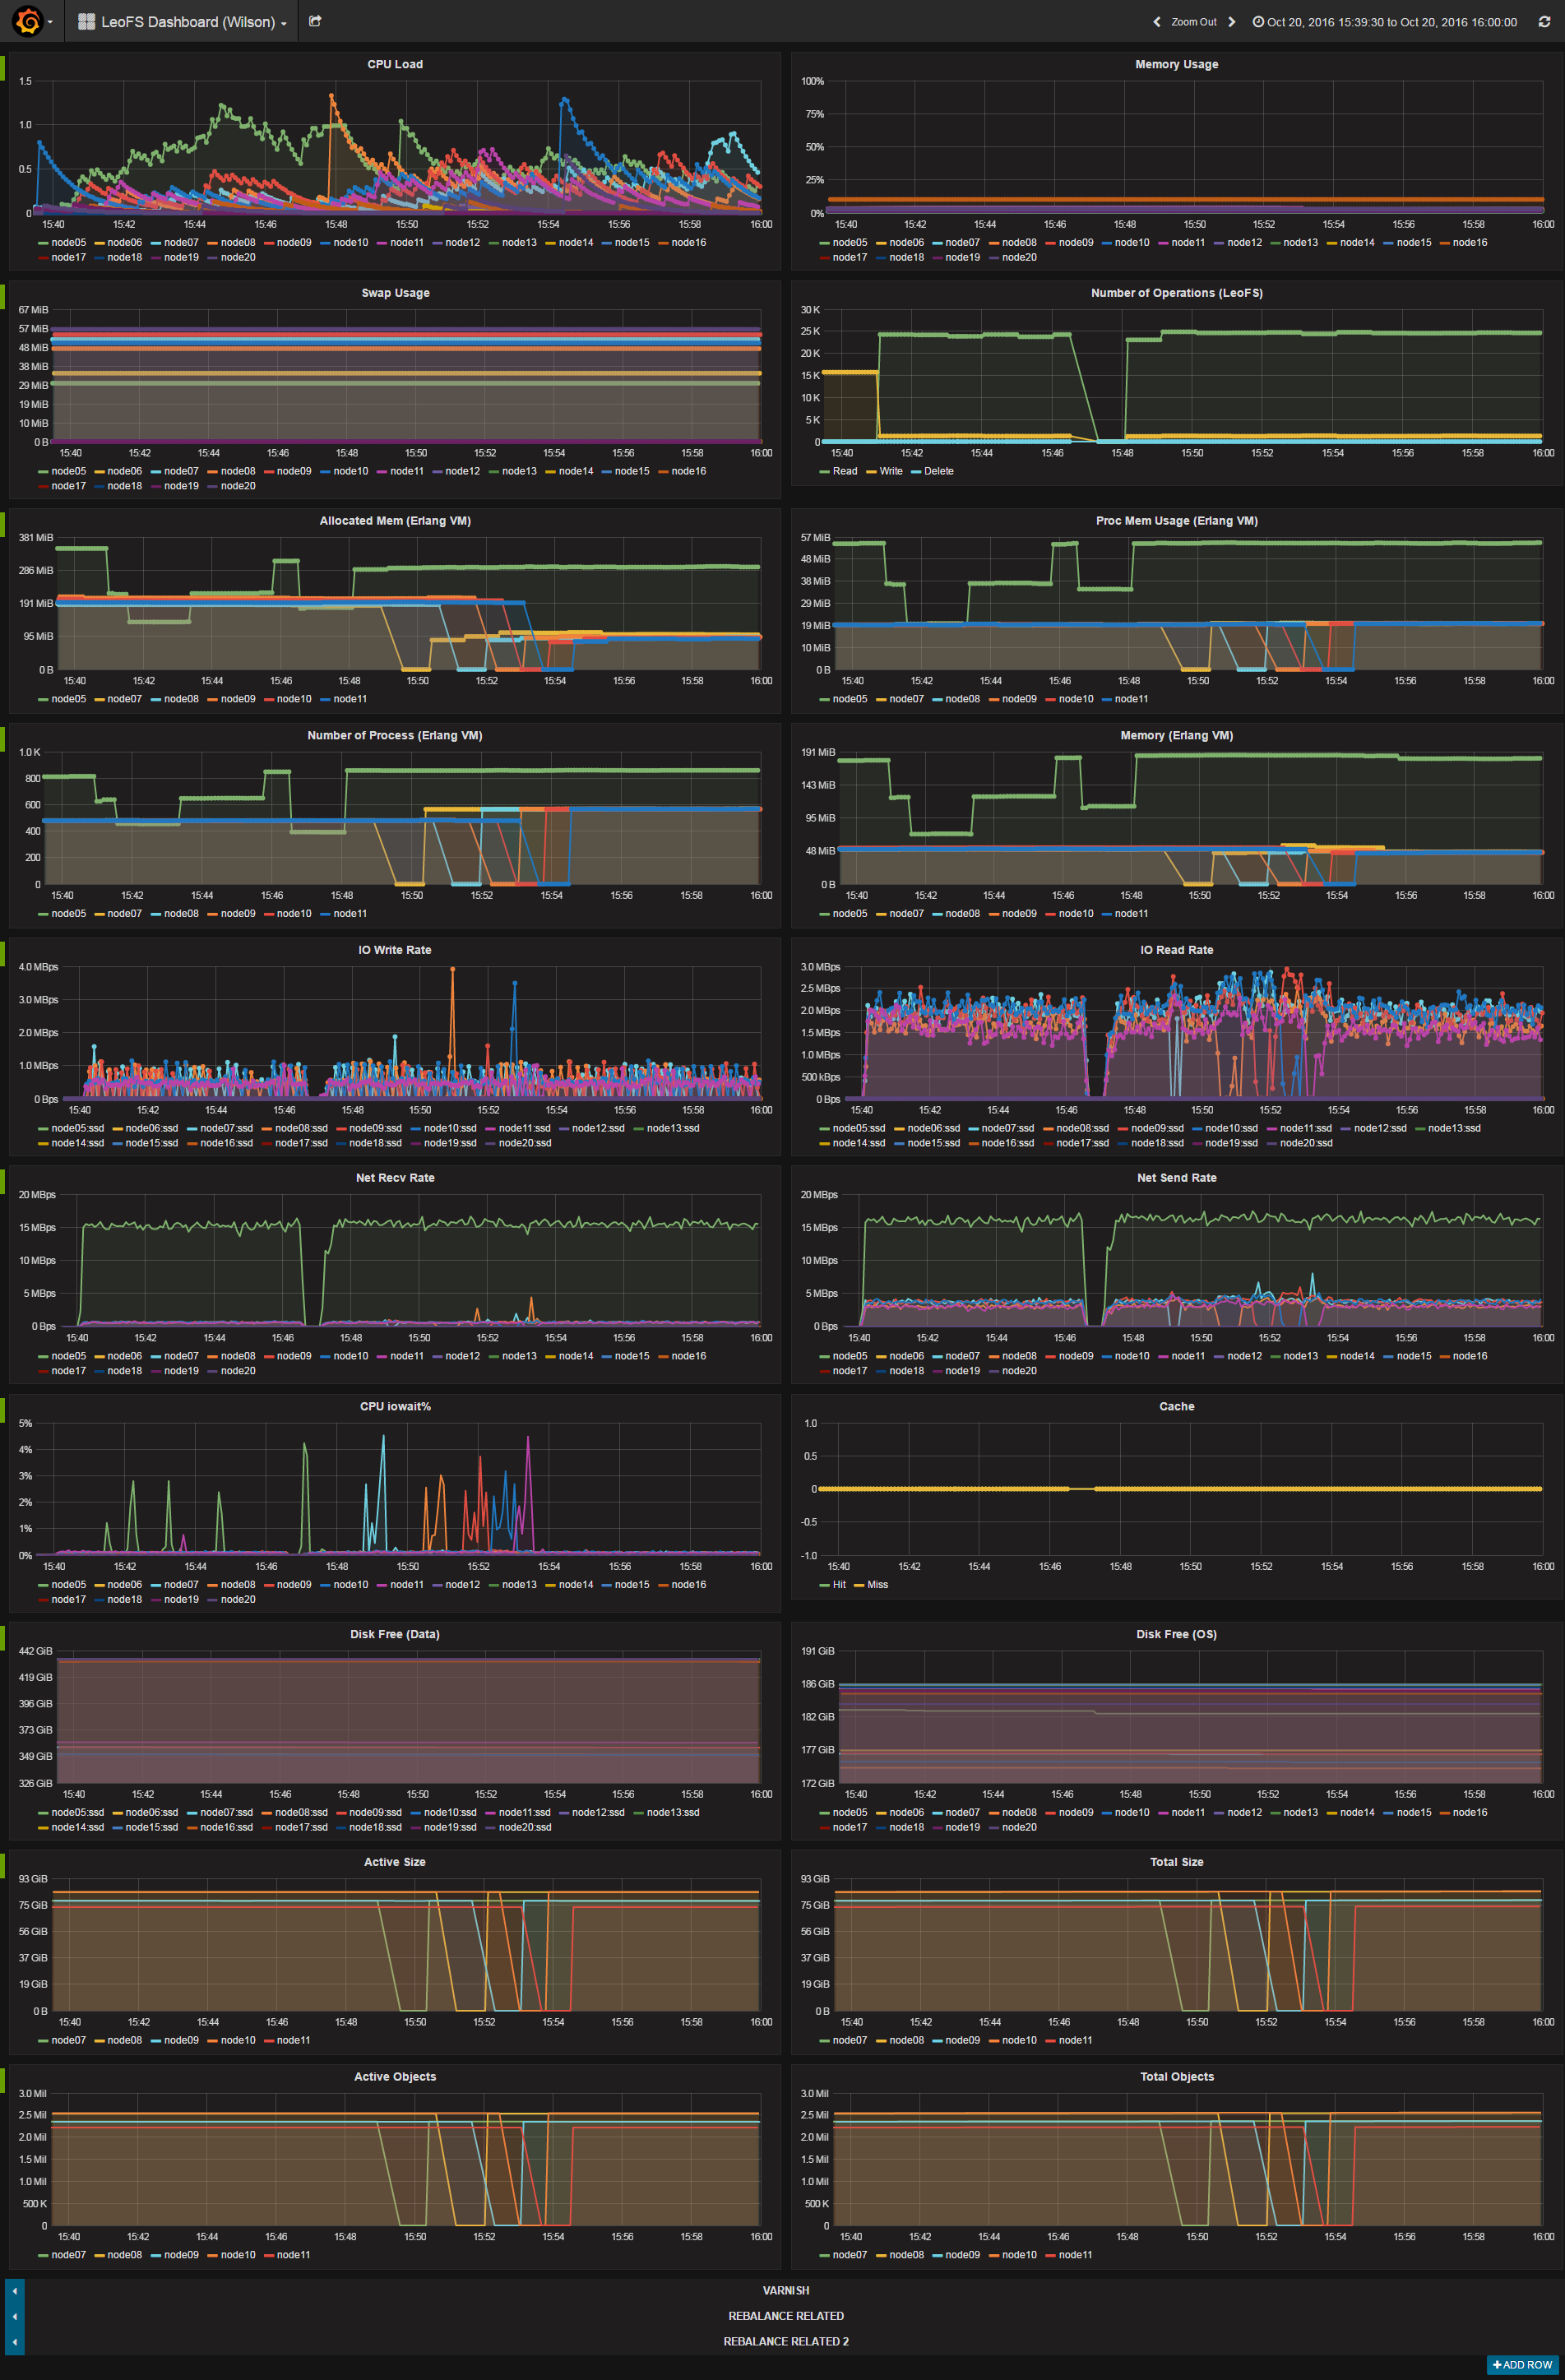 LeoFS Dashboard (Wilson)
Zoom Out
Oct 20, 2016 15:39:30 to Oct 20, 2016 16:00:00
CPU Load
1.5
1.0
0.5
0
15:40 15:42 15:44 15:46 15:48 15:50 15:52 15:54 15:56 15:58 16:00
node05 node06 node07 node08 node09 node10 node11 node12 node13 node14 node15 node16
node17 node18 node19 node20
Memory Usage
100%
75%
50%
25%
0%
15:40 15:42 15:44 15:46 15:48 15:50 15:52 15:54 15:56 15:58 16:00
node05 node06 node07 node08 node09 node10 node11 node12 node13 node14 node15 node16
node17 node18 node19 node20
Swap Usage
67 MiB
57 MiB
48 MiB
38 MiB
29 MiB
19 MiB
10 MiB
0 B
15:40 15:42 15:44 15:46 15:48 15:50 15:52 15:54 15:56 15:58 16:00
node05 node06 node07 node08 node09 node10 node11 node12 node13 node14 node15 node16
node17 node18 node19 node20
Number of Operations (LeoFS)
30 K
25 K
20 K
15 K
10 K
5 K
0
15:40 15:42 15:44 15:46 15:48 15:50 15:52 15:54 15:56 15:58 16:00
Read Write Delete
Allocated Mem (Erlang VM)
381 MiB
286 MiB
191 MiB
95 MiB
0 B
15:40 15:42 15:44 15:46 15:48 15:50 15:52 15:54 15:56 15:58 16:00
node05 node07 node08 node09 node10 node11
Proc Mem Usage (Erlang VM)
57 MiB
48 MiB
38 MiB
29 MiB
19 MiB
10 MiB
0 B
15:40 15:42 15:44 15:46 15:48 15:50 15:52 15:54 15:56 15:58 16:00
node05 node07 node08 node09 node10 node11
Number of Process (Erlang VM)
1.0 K
800
600
400
200
0
15:40 15:42 15:44 15:46 15:48 15:50 15:52 15:54 15:56 15:58 16:00
node05 node07 node08 node09 node10 node11
Memory (Erlang VM)
191 MiB
143 MiB
95 MiB
48 MiB
0 B
15:40 15:42 15:44 15:46 15:48 15:50 15:52 15:54 15:56 15:58 16:00
node05 node07 node08 node09 node10 node11
IO Write Rate
4.0 MBps
3.0 MBps
2.0 MBps
1.0 MBps
0 Bps
15:40 15:42 15:44 15:46 15:48 15:50 15:52 15:54 15:56 15:58 16:00
node05:ssd node06:ssd node07:ssd node08:ssd node09:ssd node10:ssd node11:ssd node12:ssd node13:ssd
node14:ssd node15:ssd node16:ssd node17:ssd node18:ssd node19:ssd node20:ssd
IO Read Rate
3.0 MBps
2.5 MBps
2.0 MBps
1.5 MBps
1.0 MBps
500 kBps
0 Bps
15:40 15:42 15:44 15:46 15:48 15:50 15:52 15:54 15:56 15:58 16:00
node05:ssd node06:ssd node07:ssd node08:ssd node09:ssd node10:ssd node11:ssd node12:ssd node13:ssd
node14:ssd node15:ssd node16:ssd node17:ssd node18:ssd node19:ssd node20:ssd
Net Recv Rate
20 MBps
15 MBps
10 MBps
5 MBps
0 Bps
15:40 15:42 15:44 15:46 15:48 15:50 15:52 15:54 15:56 15:58 16:00
node05 node06 node07 node08 node09 node10 node11 node12 node13 node14 node15 node16
node17 node18 node19 node20
Net Send Rate
20 MBps
15 MBps
10 MBps
5 MBps
0 Bps
15:40 15:42 15:44 15:46 15:48 15:50 15:52 15:54 15:56 15:58 16:00
node05 node06 node07 node08 node09 node10 node11 node12 node13 node14 node15 node16
node17 node18 node19 node20
CPU iowait%
5%
4%
3%
2%
1%
0%
15:40 15:42 15:44 15:46 15:48 15:50 15:52 15:54 15:56 15:58 16:00
node05 node06 node07 node08 node09 node10 node11 node12 node13 node14 node15 node16
node17 node18 node19 node20
Cache
1.0
0.5
0
-0.5
-1.0
15:40 15:42 15:44 15:46 15:48 15:50 15:52 15:54 15:56 15:58 16:00
Hit Miss
Disk Free (Data)
442 GiB
419 GiB
396 GiB
373 GiB
349 GiB
326 GiB
15:40 15:42 15:44 15:46 15:48 15:50 15:52 15:54 15:56 15:58 16:00
node05:ssd node06:ssd node07:ssd node08:ssd node09:ssd node10:ssd node11:ssd node12:ssd node13:ssd
node14:ssd node15:ssd node16:ssd node17:ssd node18:ssd node19:ssd node20:ssd
Disk Free (OS)
191 GiB
186 GiB
182 GiB
177 GiB
172 GiB
15:40 15:42 15:44 15:46 15:48 15:50 15:52 15:54 15:56 15:58 16:00
node05 node06 node07 node08 node09 node10 node11 node12 node13 node14 node15 node16
node17 node18 node19 node20
Active Size
93 GiB
75 GiB
56 GiB
37 GiB
19 GiB
0 B
15:40 15:42 15:44 15:46 15:48 15:50 15:52 15:54 15:56 15:58 16:00
node07 node08 node09 node10 node11
Total Size
93 GiB
75 GiB
56 GiB
37 GiB
19 GiB
0 B
15:40 15:42 15:44 15:46 15:48 15:50 15:52 15:54 15:56 15:58 16:00
node07 node08 node09 node10 node11
Active Objects
3.0 Mil
2.5 Mil
2.0 Mil
1.5 Mil
1.0 Mil
500 K
0
15:40 15:42 15:44 15:46 15:48 15:50 15:52 15:54 15:56 15:58 16:00
node07 node08 node09 node10 node11
Total Objects
3.0 Mil
2.5 Mil
2.0 Mil
1.5 Mil
1.0 Mil
500 K
0
15:40 15:42 15:44 15:46 15:48 15:50 15:52 15:54 15:56 15:58 16:00
node07 node08 node09 node10 node11
VARNISH
REBALANCE RELATED
REBALANCE RELATED 2
ADD ROW